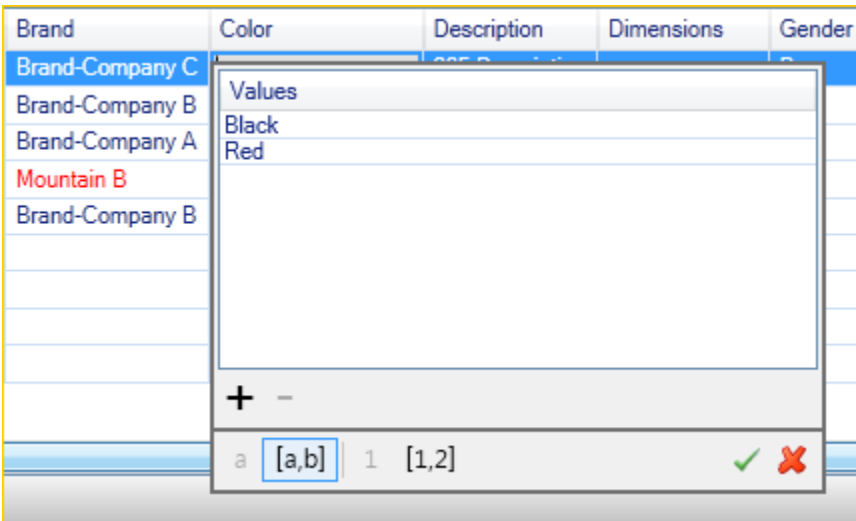 Brand Color Description Dimensions Gender
Brand-Company C
Values
Brand-Company B
Black
Brand-Company A
Red
Mountain B
Brand-Company B
+ -
a [a,b] 1 [1,2]